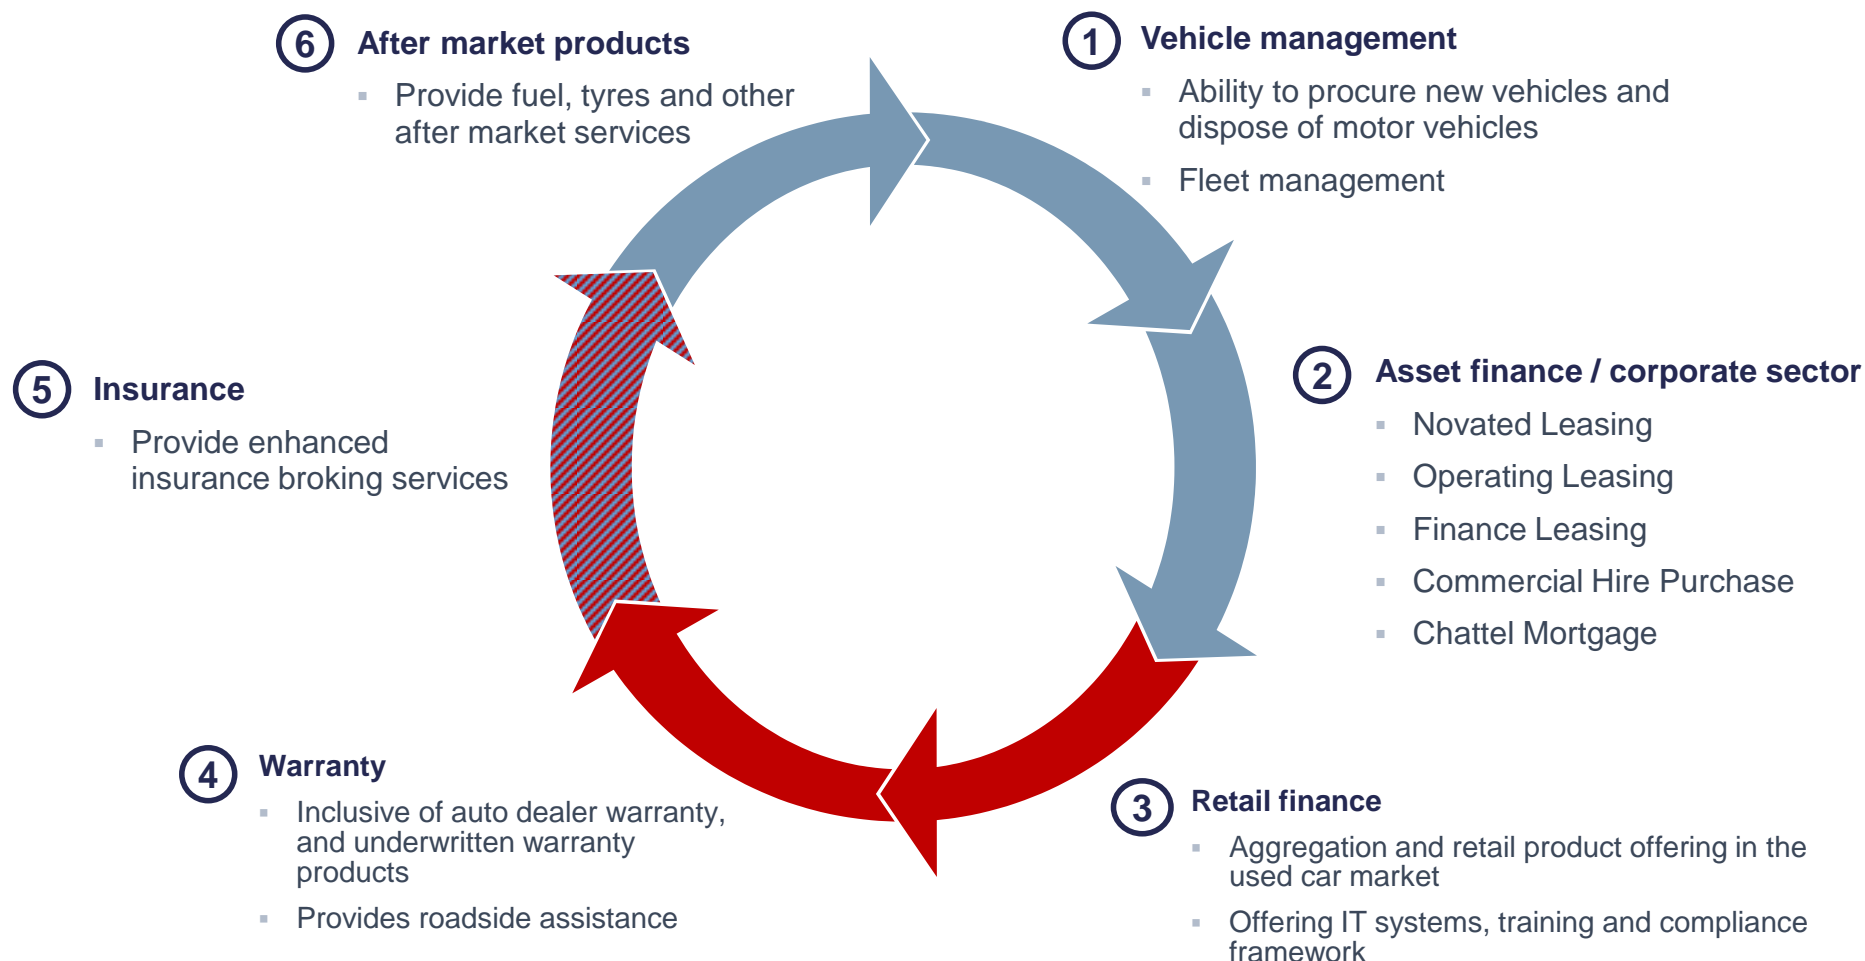 6 After market products
▪ Provide fuel, tyres and other
after market services
1 Vehicle management
▪ Ability to procure new vehicles and
dispose of motor vehicles
▪ Fleet management
2 Asset finance / corporate sector
▪ Novated Leasing
▪ Operating Leasing
▪ Finance Leasing
▪ Commercial Hire Purchase
▪ Chattel Mortgage
5 Insurance
▪ Provide enhanced
insurance broking services
4 Warranty
▪ Inclusive of auto dealer warranty,
and underwritten warranty
products
▪ Provides roadside assistance
3 Retail finance
▪ Aggregation and retail product offering in the
used car market
▪ Offering IT systems, training and compliance
framework